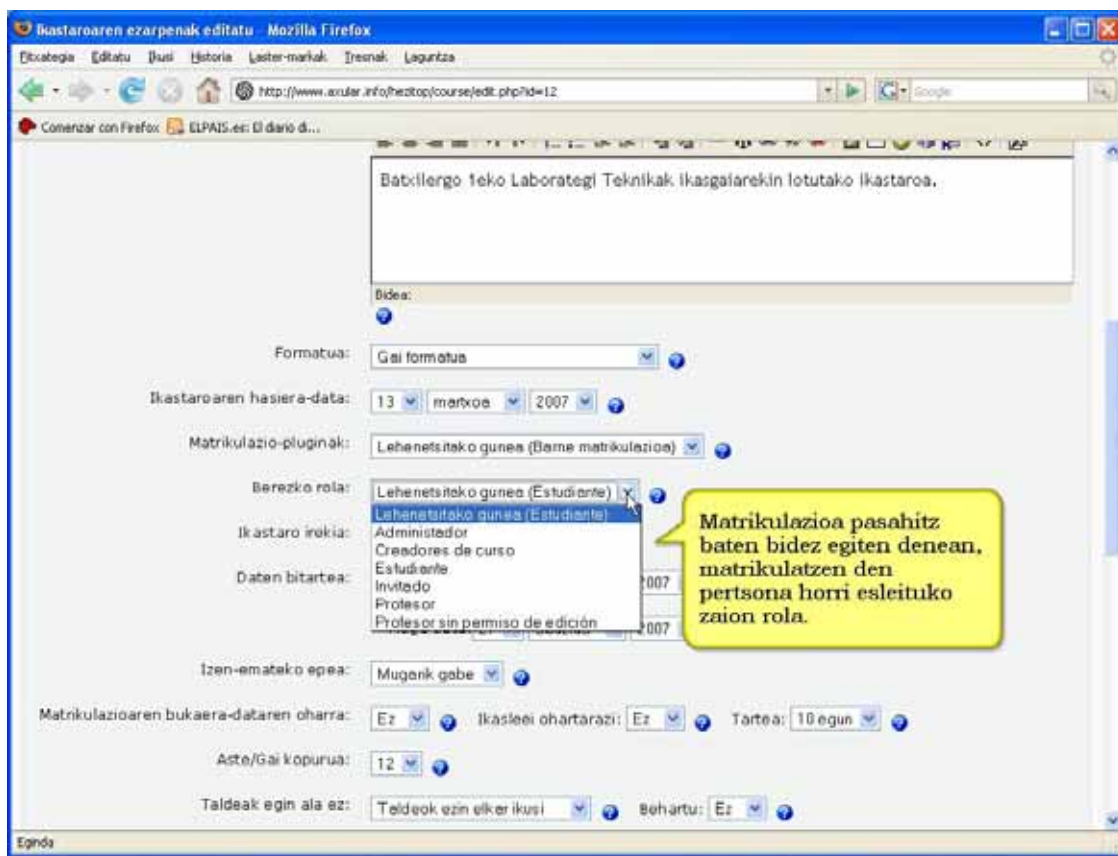 Ikastaroaren ezarpenak editatu - Mozilla Firefox
Fitxategia Editatu Ikusi Historia Laster-markak Tresnak Laguntza
http://www.axular.info/hezitop/course/edit.php?id=12
Google
Comenzar con Firefox ELPAIS.es: El diario di...
Batxilergo 1eko Laborategi Teknikak ikasgaiarekin lotutako ikastaroa.
Bidea:
Formatua: Gai formatua
Ikastaroaren hasiera-data: 13 martxoa 2007
Matrikulazio-pluginak: Lehenetsitako gunea (Barne matrikulazioa)
Berezko rola: Lehenetsitako gunea (Estudiante)
Lehenetsitako gunea (Estudiante)
Ikastaro irekia: Administador
Creadores de curso
Estudiante
Daten bitartea: 2007
Invitado
Profesor
Profesor sin permiso de edición
2007
Matrikulazioa pasahitz
baten bidez egiten denean,
matrikulatzen den
pertsona horri esleituko
zaion rola.
Izen-emateko epea: Mugarik gabe
Matrikulazioaren bukaera-dataren oharra: Ez Ikasleei ohartarazi: Ez Tartea: 10 egun
Aste/Gai kopurua: 12
Taldeak egin ala ez: Taldeok ezin elkar ikusi Behartu: Ez
Eginda